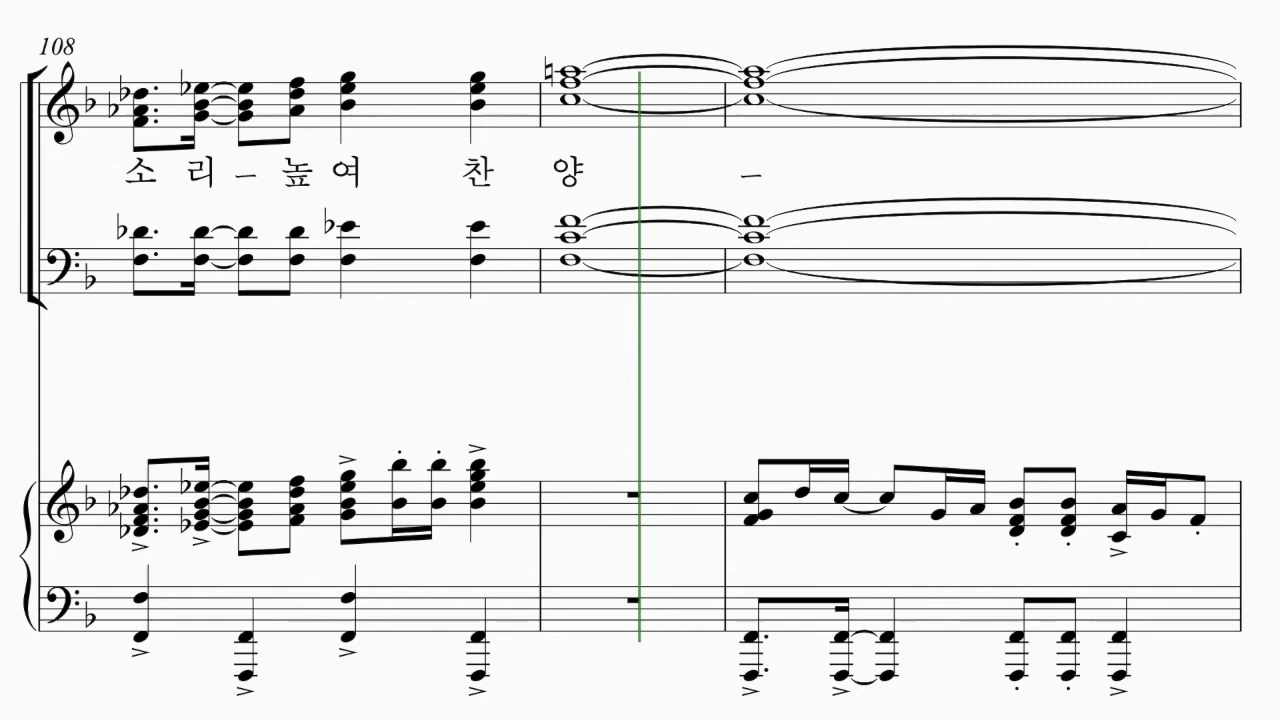 108
소 리 – 높 여 찬 양 –